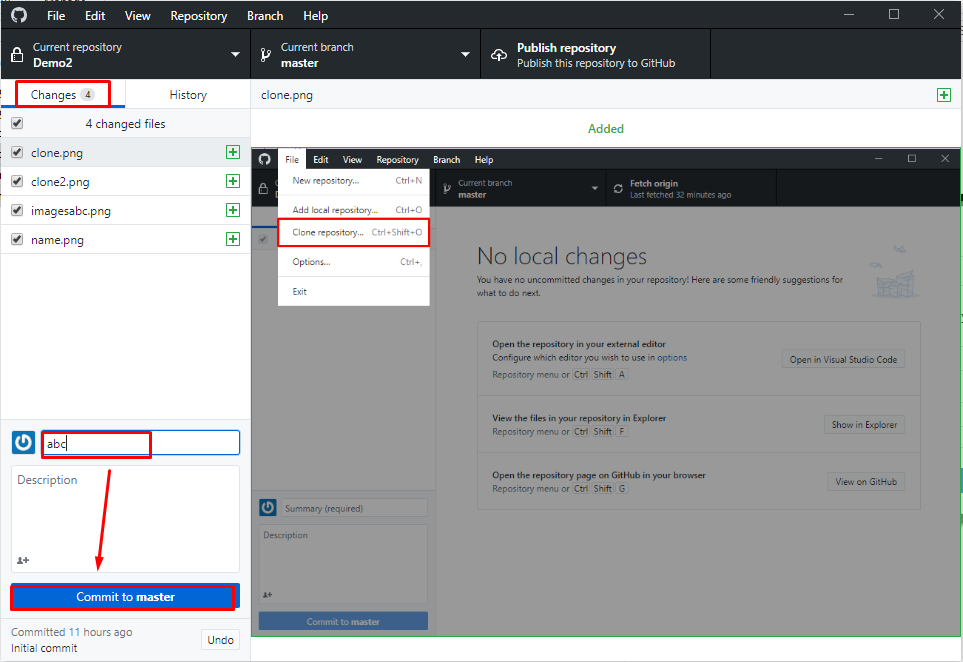 File Edit View Repository Branch Help
Current repository
Demo2
Current branch
master
Publish repository
Publish this repository to GitHub
Changes 4
History
4 changed files
clone.png
clone2.png
imagesabc.png
name.png
abc
Description
Commit to master
Committed 11 hours ago
Initial commit
Undo
clone.png
Added
File Edit View Repository Branch Help
New repository... Ctrl+N
Add local repository... Ctrl+O
Clone repository... Ctrl+Shift+O
Options... Ctrl+,
Exit
Current branch
master
Fetch origin
Last fetched 32 minutes ago
No local changes
You have no uncommitted changes in your repository! Here are some friendly suggestions for
what to do next.
Open the repository in your external editor
Configure which editor you wish to use in options
Repository menu or Ctrl Shift A
Open in Visual Studio Code
View the files in your repository in Explorer
Repository menu or Ctrl Shift F
Show in Explorer
Open the repository page on GitHub in your browser
Repository menu or Ctrl Shift G
View on GitHub
Summary (required)
Description
Commit to master